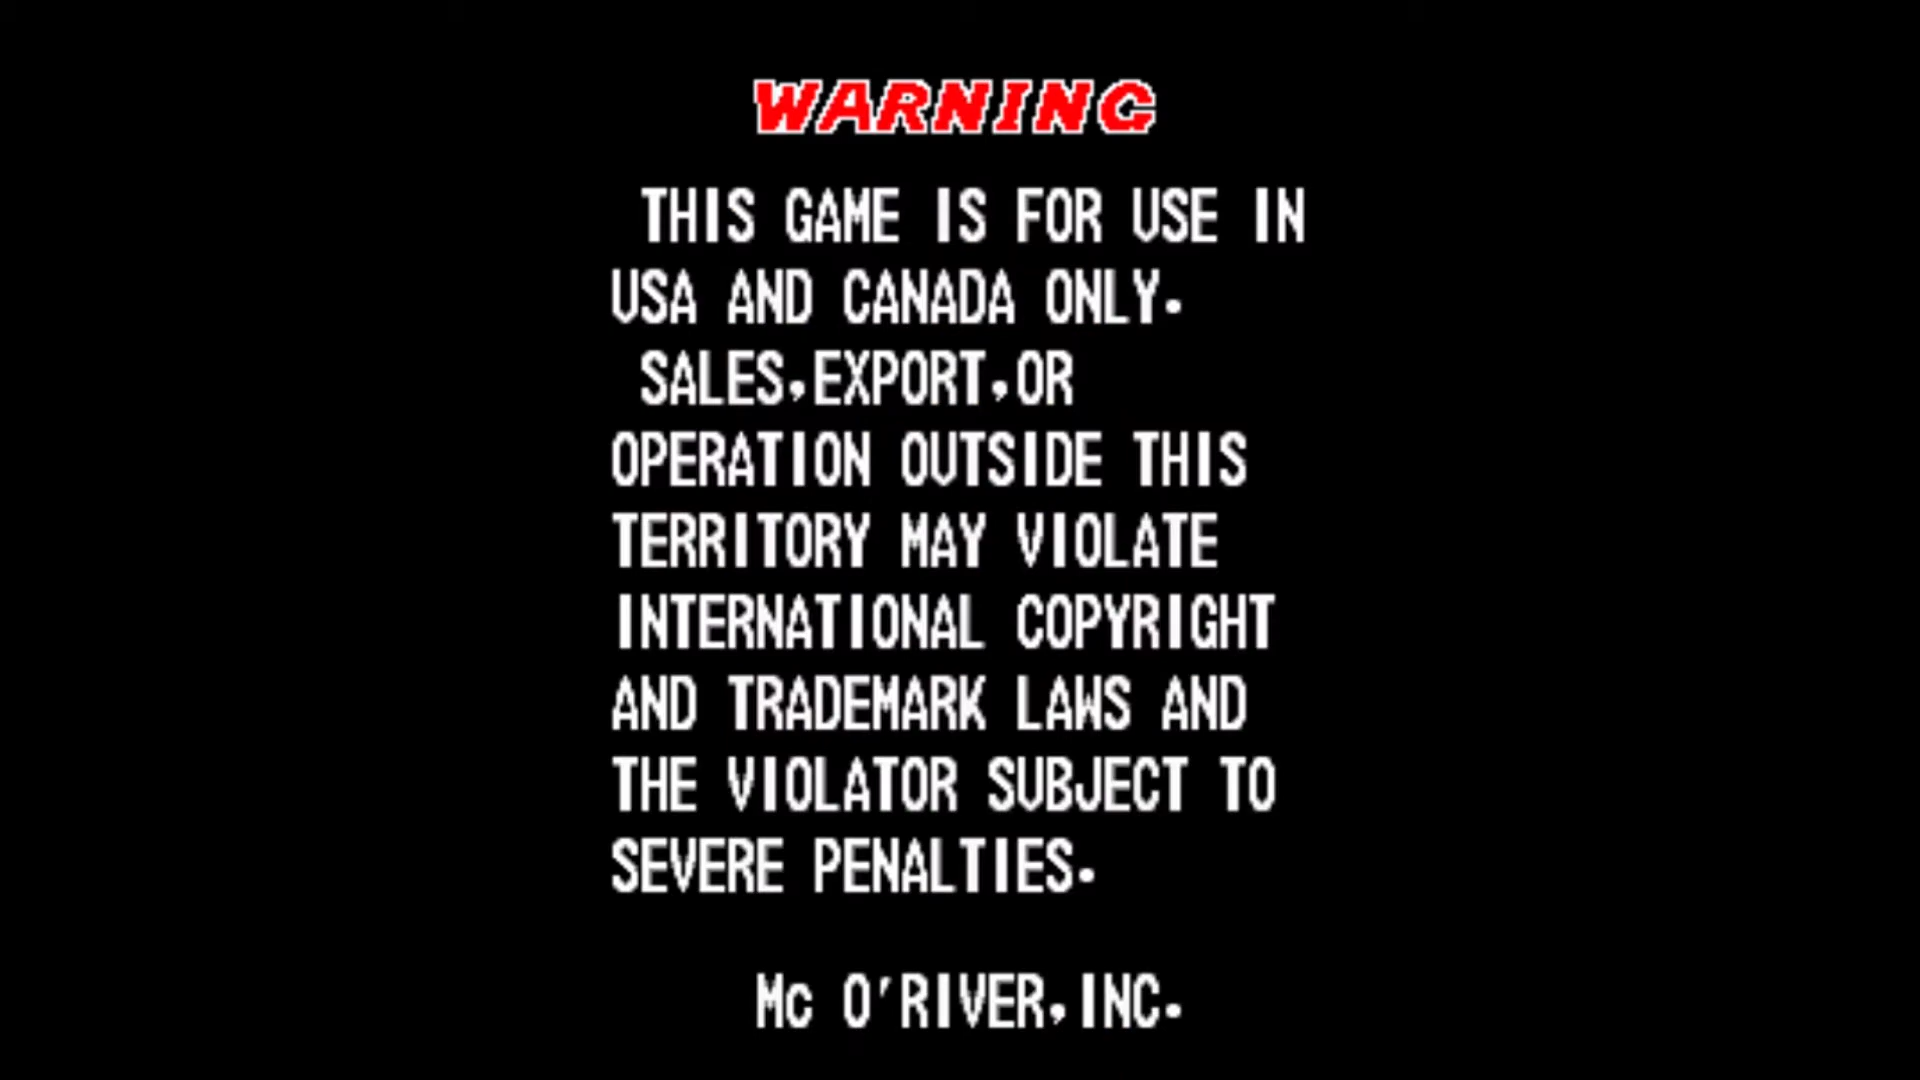 WARNING
THIS GAME IS FOR USE IN
USA AND CANADA ONLY.
SALES,EXPORT,OR
OPERATION OUTSIDE THIS
TERRITORY MAY VIOLATE
INTERNATIONAL COPYRIGHT
AND TRADEMARK LAWS AND
THE VIOLATOR SUBJECT TO
SEVERE PENALTIES.
Mc O'RIVER,INC.